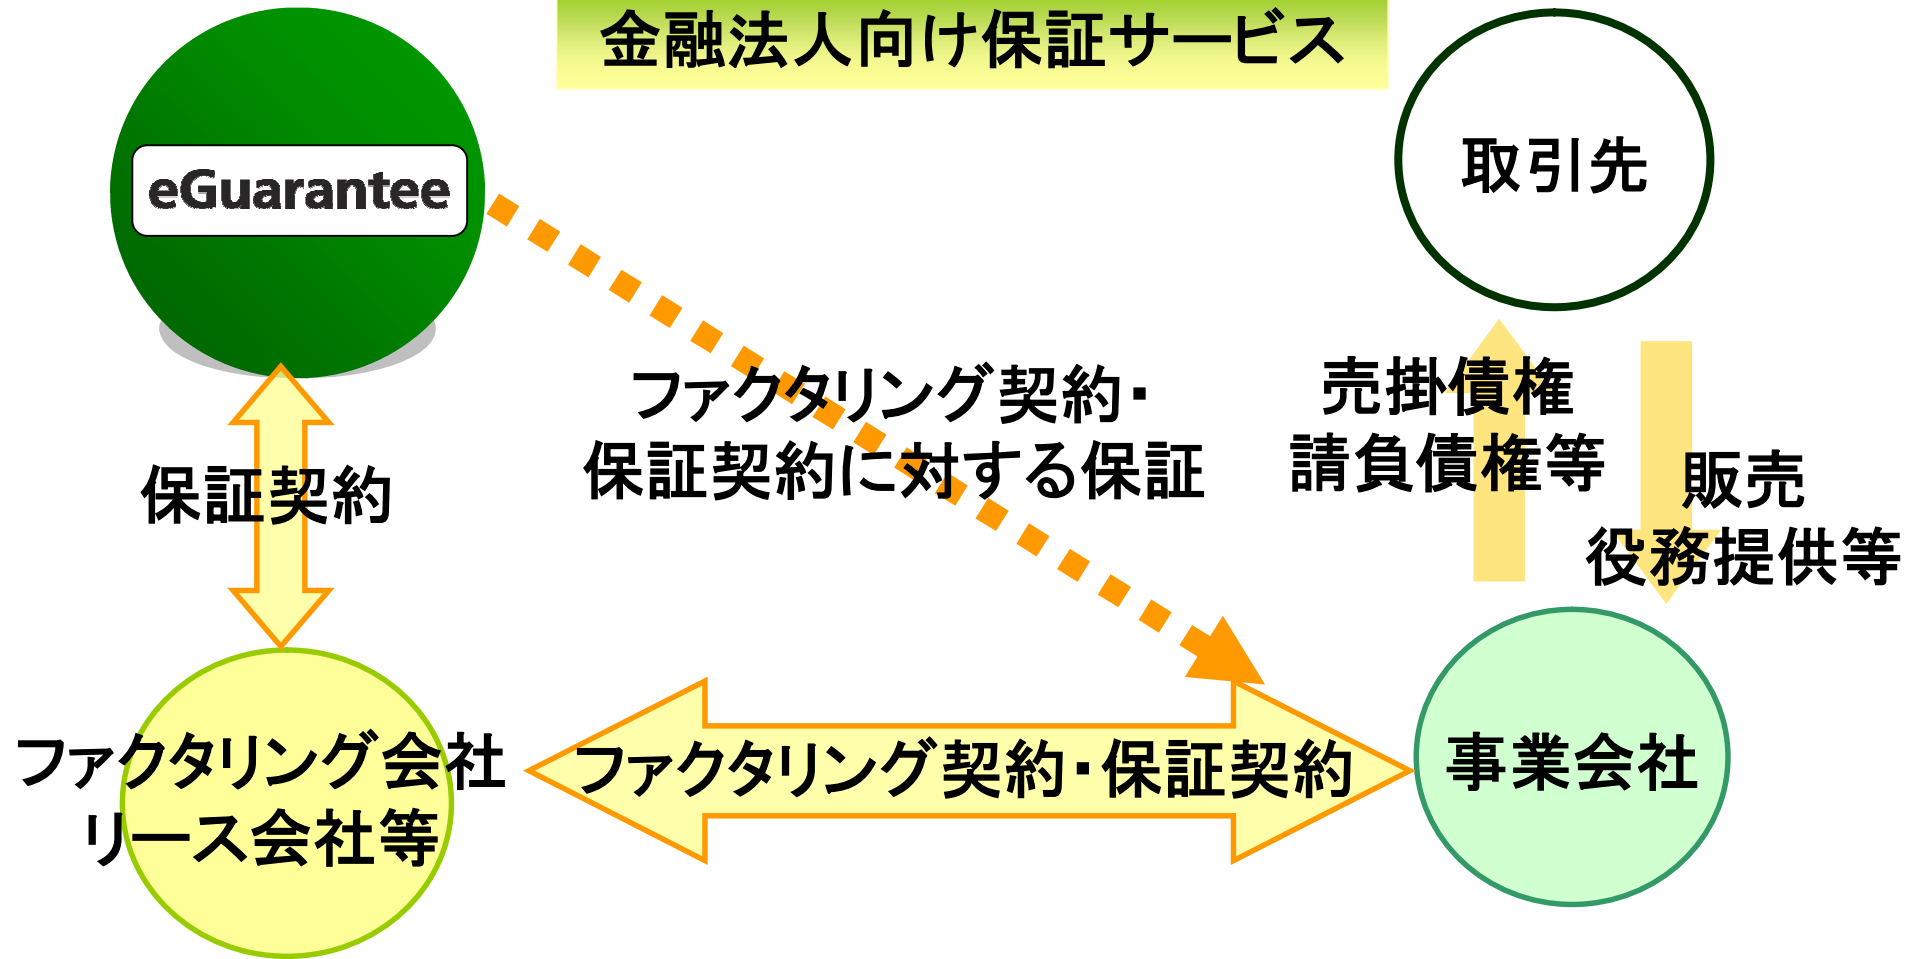 金融法人向け保証サービス
eGuarantee
取引先
ファクタリング契約・
保証契約に対する保証
売掛債権
請負債権等
販売
役務提供等
保証契約
ファクタリング会社
リース会社等
ファクタリング契約・保証契約
事業会社